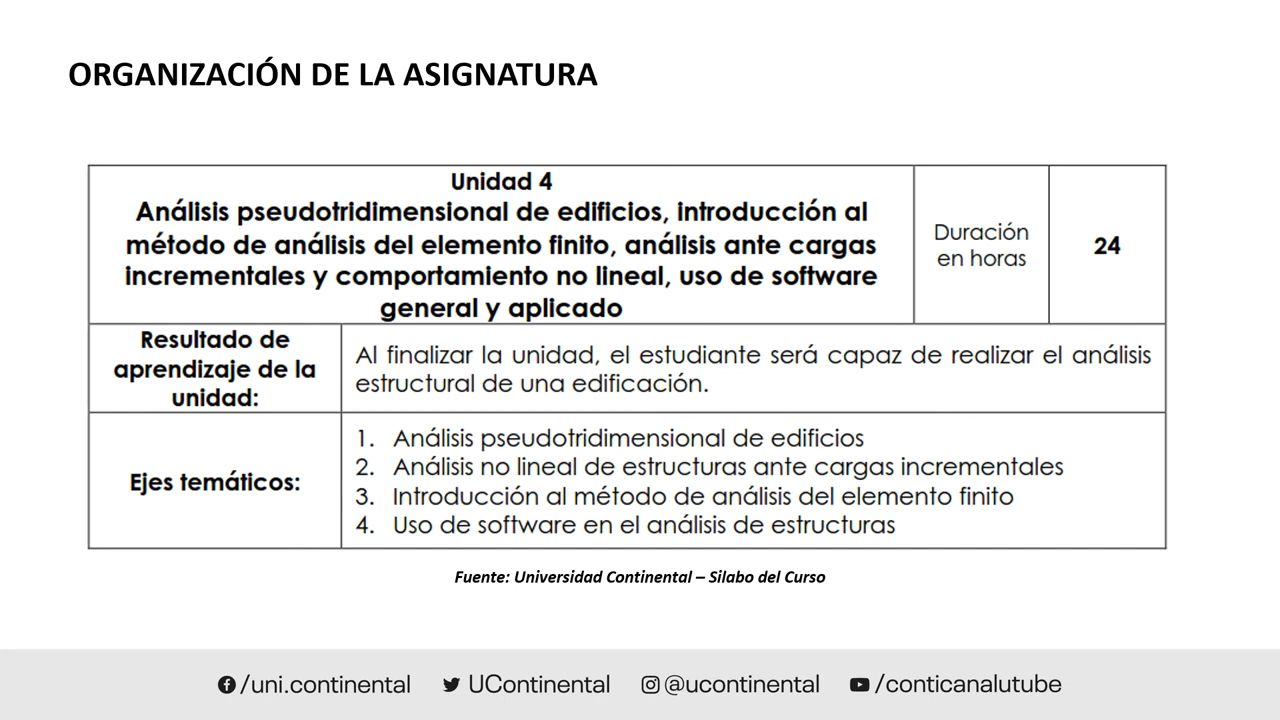 ORGANIZACIÓN DE LA ASIGNATURA
Unidad 4
Análisis pseudotridimensional de edificios, introducción al
método de análisis del elemento finito, análisis ante cargas
incrementales y comportamiento no lineal, uso de software
general y aplicado
Duración
en horas
24
Resultado de
aprendizaje de la
unidad:
Al finalizar la unidad, el estudiante será capaz de realizar el análisis
estructural de una edificación.
Ejes temáticos:
1. Análisis pseudotridimensional de edificios
2. Análisis no lineal de estructuras ante cargas incrementales
3. Introducción al método de análisis del elemento finito
4. Uso de software en el análisis de estructuras
Fuente: Universidad Continental – Silabo del Curso
/uni.continental
UContinental
@ucontinental
/conticanalutube